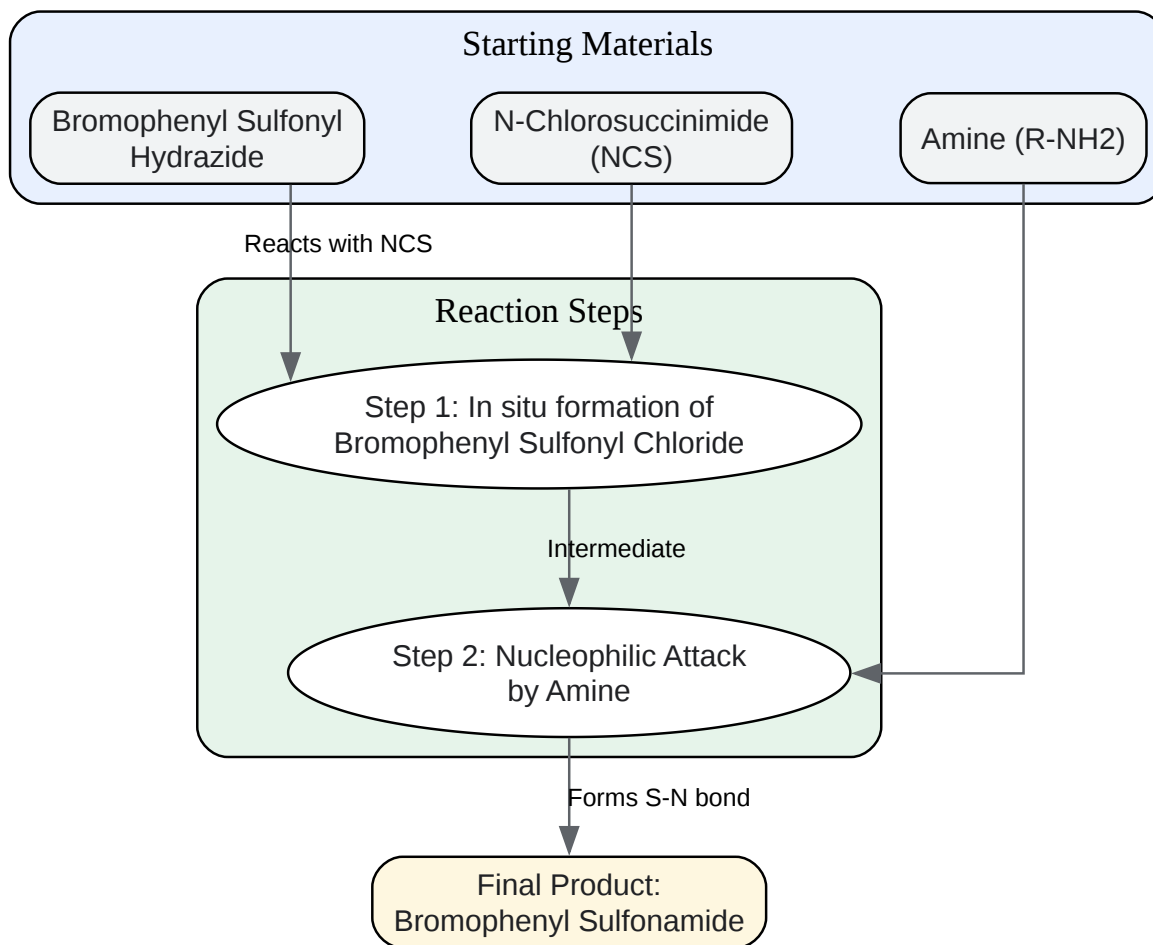 Starting Materials
Bromophenyl Sulfonyl
Hydrazide
N-Chlorosuccinimide
(NCS)
Amine (R-NH2)
Reacts with NCS
Reaction Steps
Step 1: In situ formation of
Bromophenyl Sulfonyl Chloride
Intermediate
Step 2: Nucleophilic Attack
by Amine
Forms S-N bond
Final Product:
Bromophenyl Sulfonamide